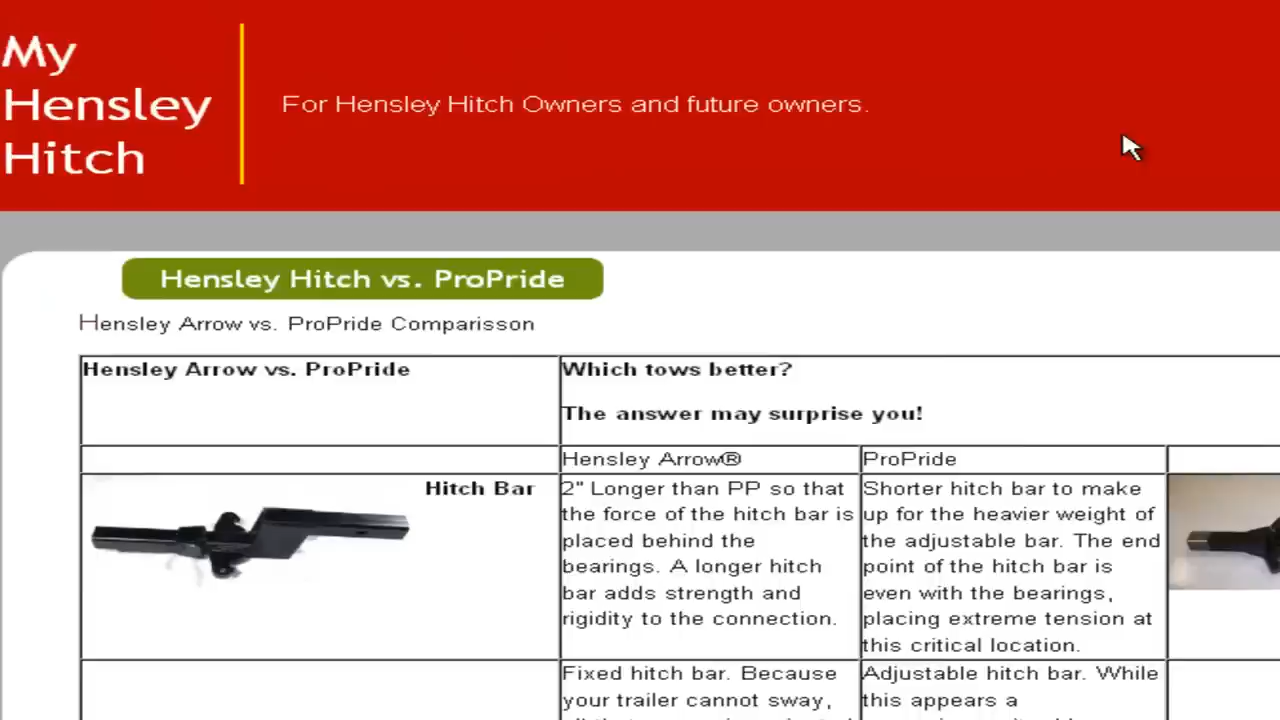 My
Hensley
Hitch
For Hensley Hitch Owners and future owners.
Hensley Hitch vs. ProPride
Hensley Arrow vs. ProPride Comparisson
Hensley Arrow vs. ProPride
Which tows better?
The answer may surprise you!
Hensley Arrow®
ProPride
Hitch Bar
2" Longer than PP so that
the force of the hitch bar is
placed behind the
bearings. A longer hitch
bar adds strength and
rigidity to the connection.
Shorter hitch bar to make
up for the heavier weight of
the adjustable bar. The end
point of the hitch bar is
even with the bearings,
placing extreme tension at
this critical location.
Fixed hitch bar. Because
your trailer cannot sway,
Adjustable hitch bar. While
this appears a